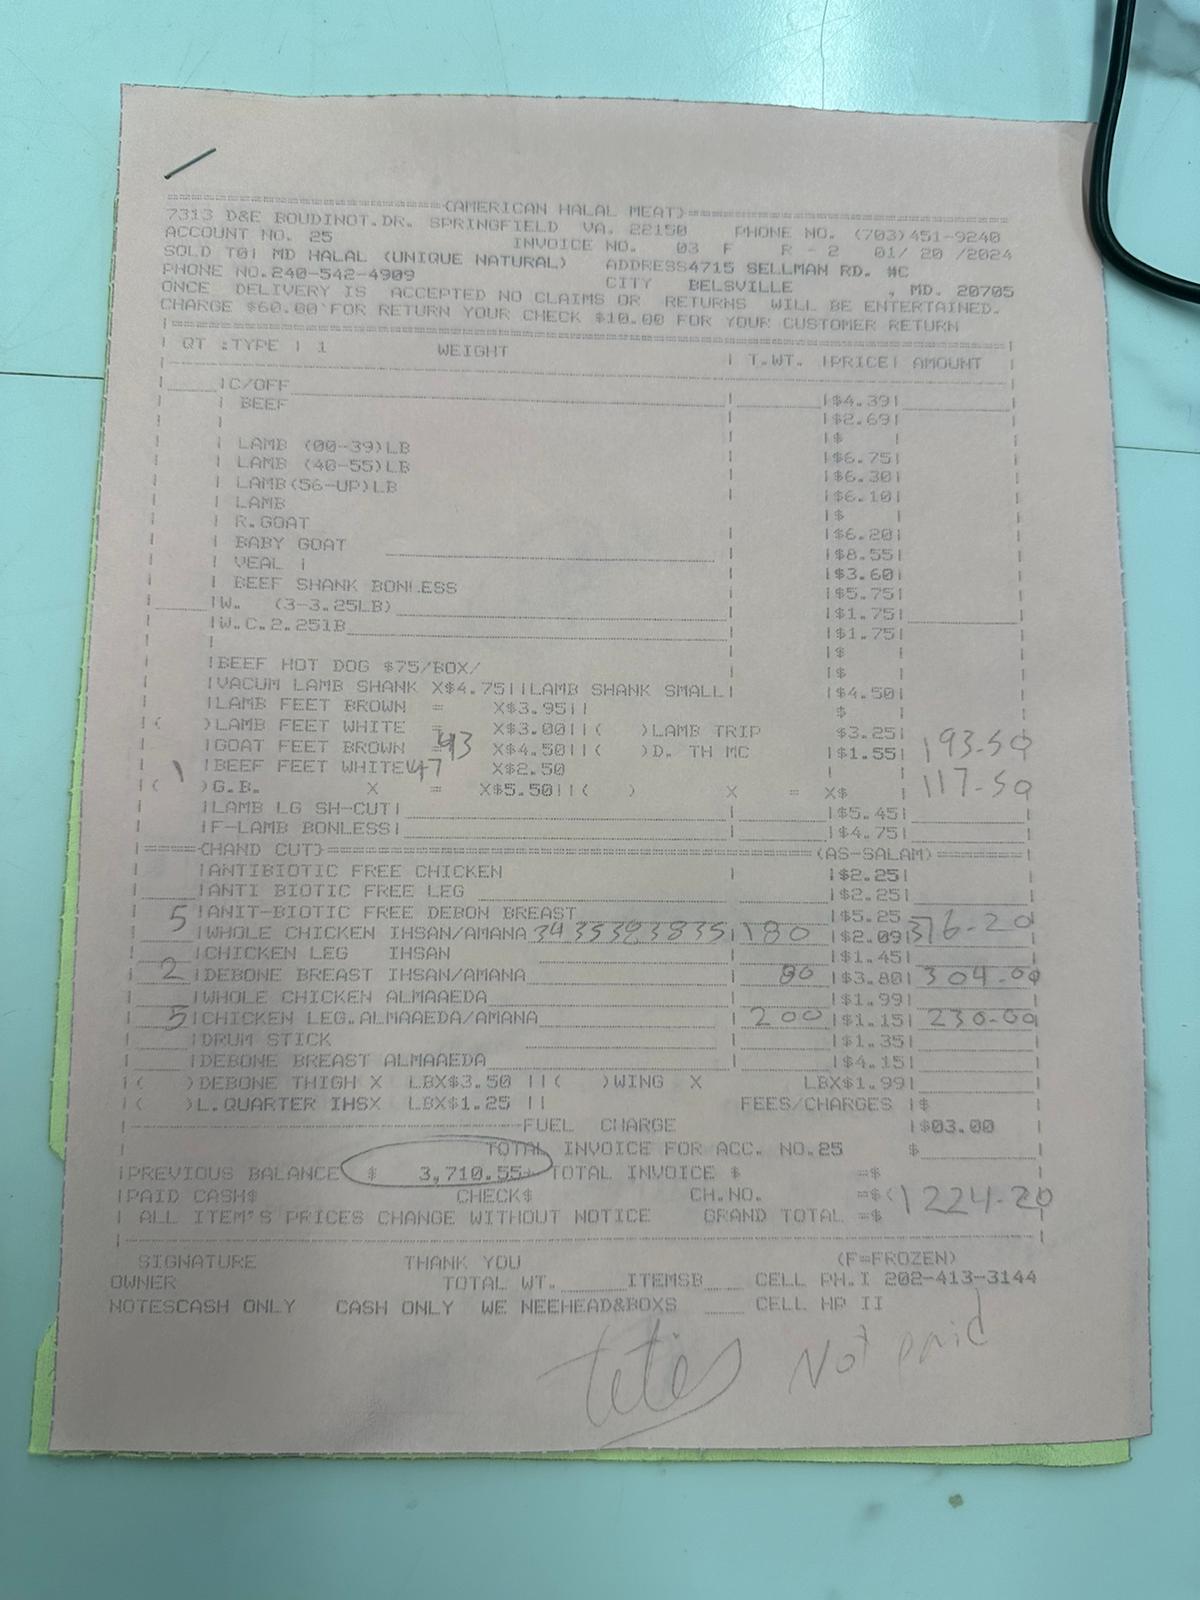 =(AMERICAN HALAL MEAT)=
7313 D&E BOUDINOT.DR. SPRINGFIELD VA. 22150 PHONE NO. (703)451-9240
ACCOUNT NO. 25 INVOICE NO. 03 F R - 2 01/ 20 /2024
SOLD TO: MD HALAL (UNIQUE NATURAL) ADDRESS4715 SELLMAN RD. #C
PHONE NO.240-542-4909 CITY BELSVILLE , MD. 20705
ONCE DELIVERY IS ACCEPTED NO CLAIMS OR RETURNS WILL BE ENTERTAINED.
CHARGE $60.00 FOR RETURN YOUR CHECK $10.00 FOR YOUR CUSTOMER RETURN
QT :TYPE | 1 WEIGHT | T.WT. |PRICE| AMOUNT
|C/OFF |$4.39|
| BEEF |$2.69|
|$ |
| LAMB (00-39)LB |$6.75|
| LAMB (40-55)LB |$6.30|
| LAMB(56-UP)LB |$6.10|
| LAMB |$ |
| R.GOAT |$6.20|
| BABY GOAT |$8.55|
| VEAL | |$3.60|
| BEEF SHANK BONLESS |$5.75|
|W. (3-3.25LB) |$1.75|
|W.C.2.25lB |$1.75|
|$ |
|BEEF HOT DOG $75/BOX/ |$ |
|VACUM LAMB SHANK X$4.75||LAMB SHANK SMALL| |$4.50|
|LAMB FEET BROWN = X$3.95|| $ |
|( )LAMB FEET WHITE = X$3.00||( )LAMB TRIP $3.25|
|GOAT FEET BROWN =43 X$4.50||( )D. TH MC |$1.55| 193-50
1 |BEEF FEET WHITE 47 X$2.50 117-50
|( )G.B. X = X$5.50||( ) X = X$ |
|LAMB LG SH-CUT| |$5.45|
|F-LAMB BONLESS| |$4.75|
=====(HAND CUT)=====(AS-SALAM)=====
|ANTIBIOTIC FREE CHICKEN |$2.25|
|ANTI BIOTIC FREE LEG |$2.25|
|ANIT-BIOTIC FREE DEBON BREAST |$5.25
5 |WHOLE CHICKEN IHSAN/AMANA 34 35 38 38 35 | 180 |$2.09| 376-20
|CHICKEN LEG IHSAN |$1.45|
2 |DEBONE BREAST IHSAN/AMANA 80 |$3.80| 304-00
|WHOLE CHICKEN ALMAAEDA |$1.99|
5 |CHICKEN LEG.ALMAAEDA/AMANA 200 |$1.15| 230-00
|DRUM STICK |$1.35|
|DEBONE BREAST ALMAAEDA |$4.15|
|( )DEBONE THIGH X LBX$3.50 ||( )WING X LBX$1.99|
|( )L.QUARTER IHSX LBX$1.25 || FEES/CHARGES |$
FUEL CHARGE |$03.00
TOTAL INVOICE FOR ACC. NO.25 $
|PREVIOUS BALANCE $ 3,710.55 TOTAL INVOICE $ =$
|PAID CASH$ CHECK$ CH.NO. =$( 1224-20
| ALL ITEM'S PRICES CHANGE WITHOUT NOTICE GRAND TOTAL =$
SIGNATURE THANK YOU (F=FROZEN)
OWNER TOTAL WT. ITEMSB CELL PH.I 202-413-3144
NOTESCASH ONLY CASH ONLY WE NEEHEAD&BOXS CELL HP II
Not paid